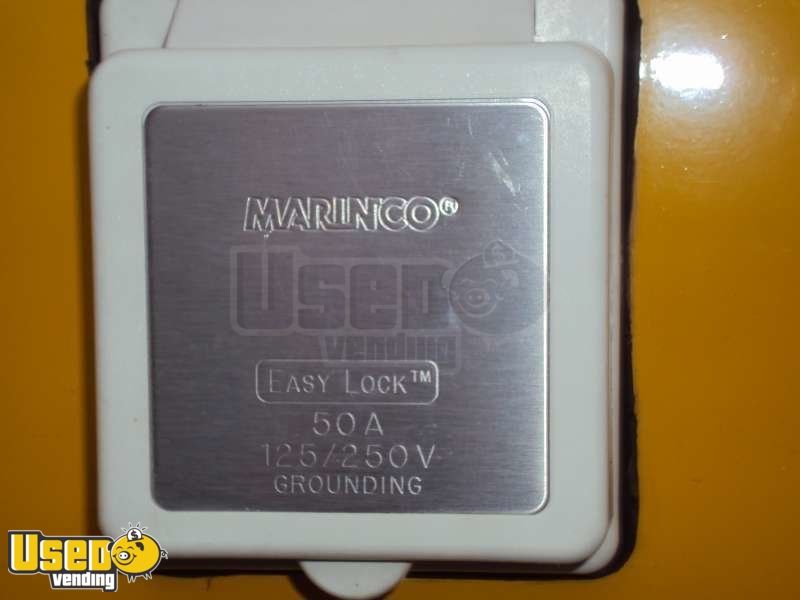 MARINCO®
USED
vending
EASY LOCK™
50A
125/250V
GROUNDING
USED
vending